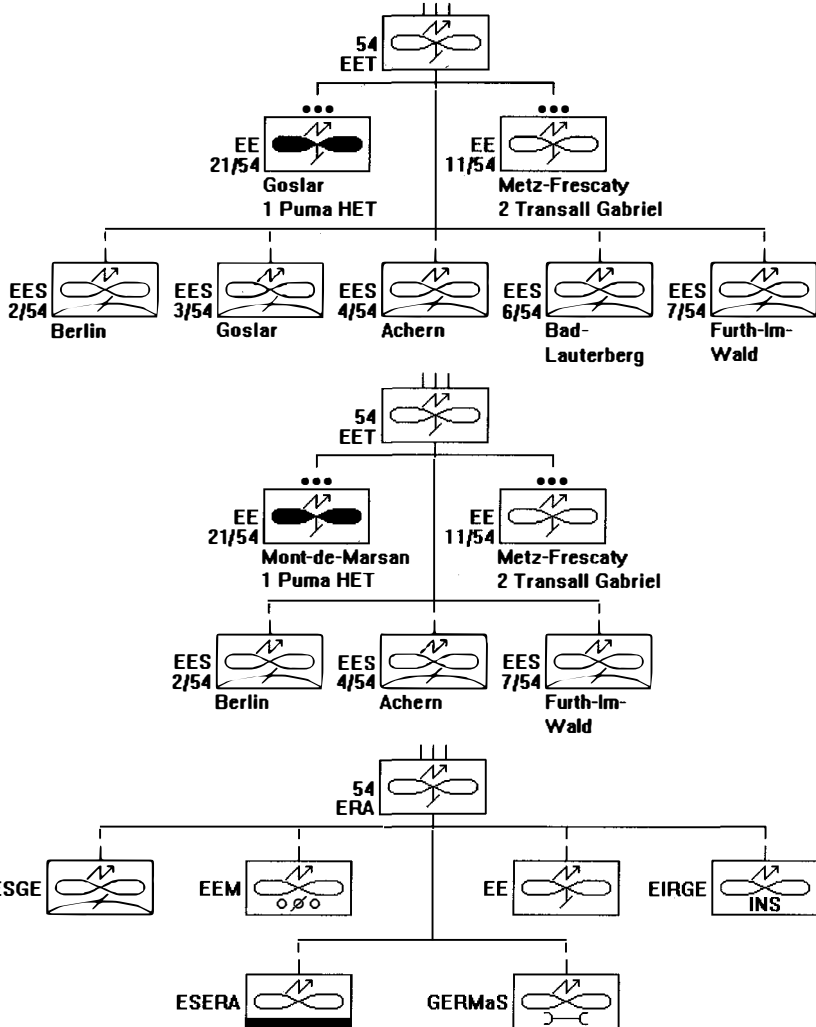 54
EET
EE
21/54
Goslar
1 Puma HET
EE
11/54
Metz-Frescaty
2 Transall Gabriel
EES
2/54
Berlin
EES
3/54
Goslar
EES
4/54
Achern
EES
6/54
Bad-
Lauterberg
EES
7/54
Furth-Im-
Wald
54
EET
EE
21/54
Mont-de-Marsan
1 Puma HET
EE
11/54
Metz-Frescaty
2 Transall Gabriel
EES
2/54
Berlin
EES
4/54
Achern
EES
7/54
Furth-Im-
Wald
54
ERA
EEM
EE
EIRGE
INS
ESERA
GERMaS